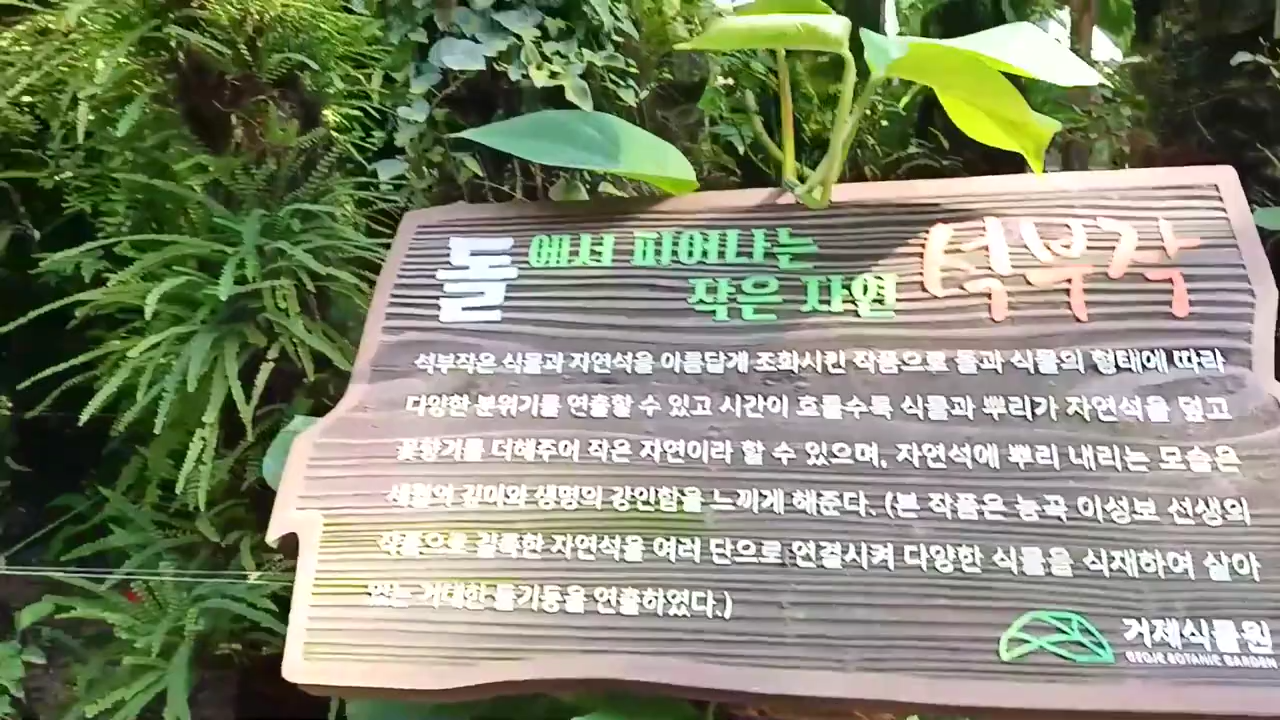 돌에서 피어나는
작은 자연 석부작
석부작은 식물과 자연석을 아름답게 조화시킨 작품으로 돌과 식물의 형태에 따라
다양한 분위기를 연출할 수 있고 시간이 흐를수록 식물과 뿌리가 자연석을 덮고
꽃향기를 더해주어 작은 자연이라 할 수 있으며, 자연석에 뿌리 내리는 모습은
세월의 깊이와 생명의 강인함을 느끼게 해준다. (본 작품은 능곡 이성보 선생의
작품으로 길쭉한 자연석을 여러 단으로 연결시켜 다양한 식물을 식재하여 살아
있는 거대한 돌기둥을 연출하였다.)
거제식물원
GEOJE BOTANIC GARDEN